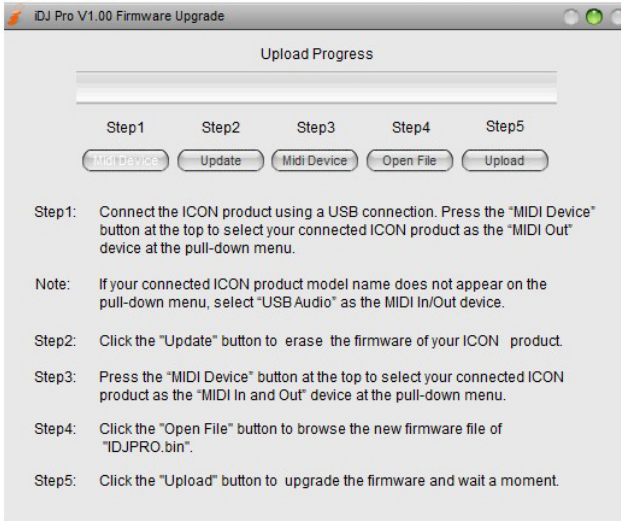 iDJ Pro V1.00 Firmware Upgrade
Upload Progress
Step1 Step2 Step3 Step4 Step5
Midi Device Update Midi Device Open File Upload
Step1: Connect the ICON product using a USB connection. Press the “MIDI Device”
button at the top to select your connected ICON product as the “MIDI Out”
device at the pull-down menu.
Note: If your connected ICON product model name does not appear on the
pull-down menu, select “USB Audio” as the MIDI In/Out device.
Step2: Click the "Update" button to erase the firmware of your ICON product.
Step3: Press the “MIDI Device” button at the top to select your connected ICON
product as the “MIDI In and Out” device at the pull-down menu.
Step4: Click the "Open File" button to browse the new firmware file of
"IDJPRO.bin".
Step5: Click the "Upload" button to upgrade the firmware and wait a moment.